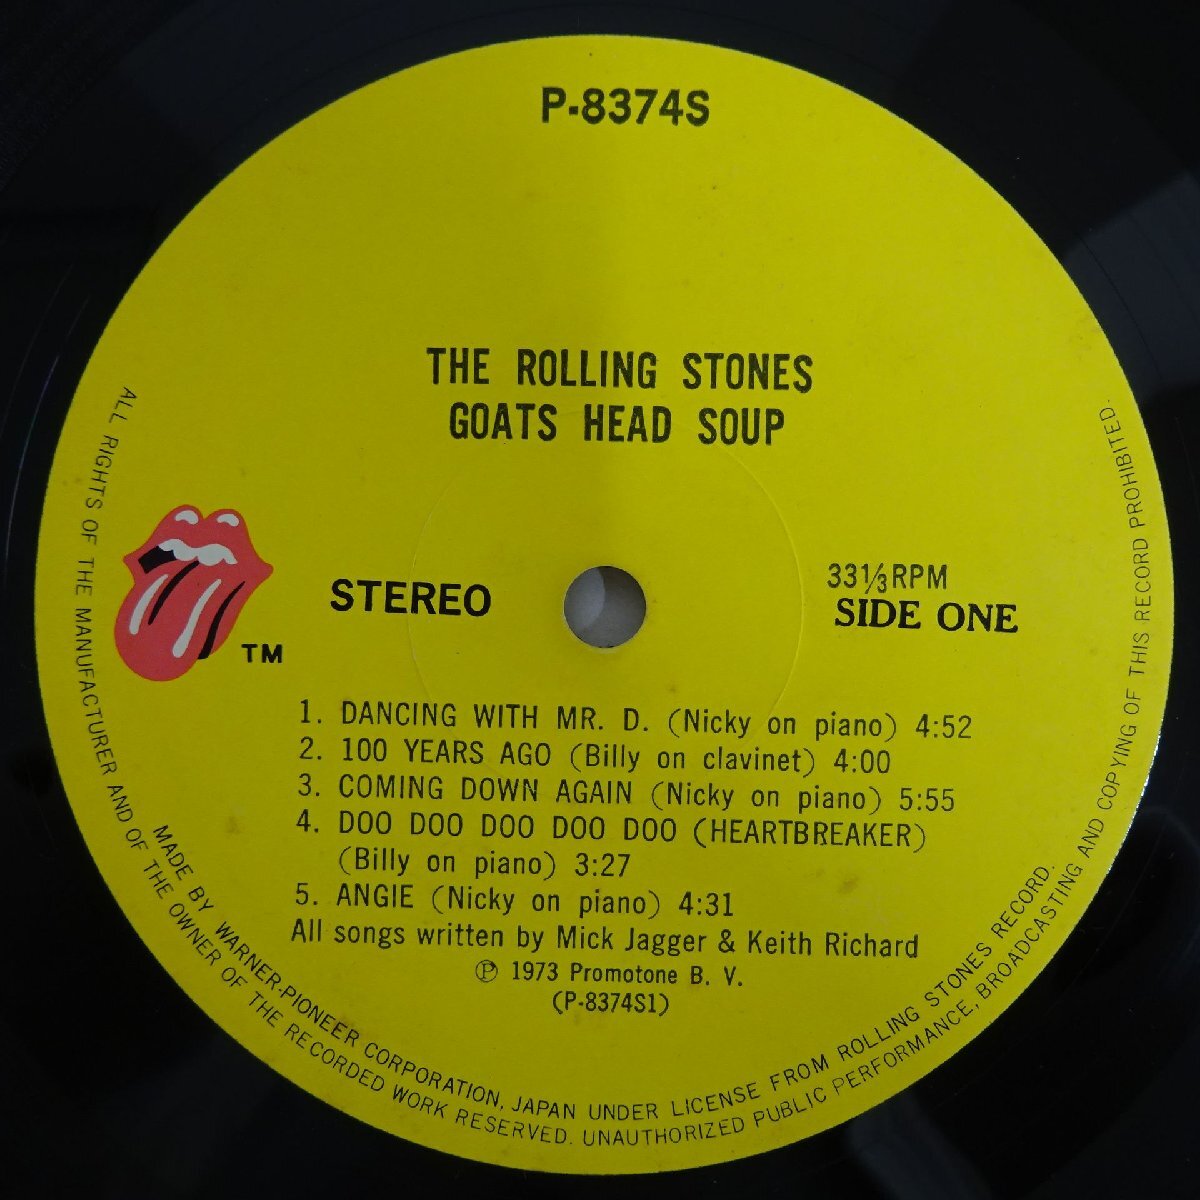 P-8374S
THE ROLLING STONES
GOATS HEAD SOUP
TM
STEREO
33⅓RPM
SIDE ONE
1. DANCING WITH MR. D. (Nicky on piano) 4:52
2. 100 YEARS AGO (Billy on clavinet) 4:00
3. COMING DOWN AGAIN (Nicky on piano) 5:55
4. DOO DOO DOO DOO DOO (HEARTBREAKER)
(Billy on piano) 3:27
5. ANGIE (Nicky on piano) 4:31
All songs written by Mick Jagger & Keith Richard
Ⓟ 1973 Promotone B. V.
(P-8374S1)
MADE BY WARNER-PIONEER CORPORATION, JAPAN UNDER LICENSE FROM ROLLING STONES RECORD.
ALL RIGHTS OF THE MANUFACTURER AND OF THE OWNER OF THE RECORDED WORK RESERVED. UNAUTHORIZED PUBLIC PERFORMANCE, BROADCASTING AND COPYING OF THIS RECORD PROHIBITED.